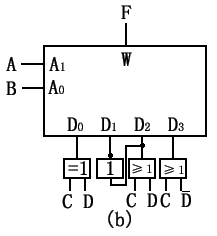 F
W
A A₁
B A₀
D₀ D₁ D₂ D₃
=1 1 ≥1 ≥1
C D C D C D̅
(b)